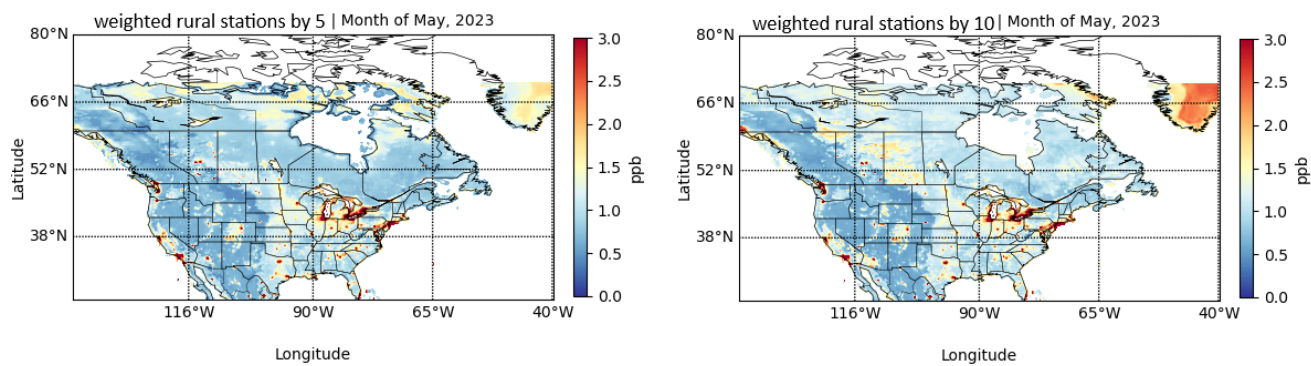 weighted rural stations by 5 | Month of May, 2023
80°N
66°N
52°N
38°N
Latitude
116°W
90°W
65°W
40°W
Longitude
3.0
2.5
2.0
1.5
1.0
0.5
0.0
ppb
weighted rural stations by 10 | Month of May, 2023
80°N
66°N
52°N
38°N
Latitude
116°W
90°W
65°W
40°W
Longitude
3.0
2.5
2.0
1.5
1.0
0.5
0.0
ppb